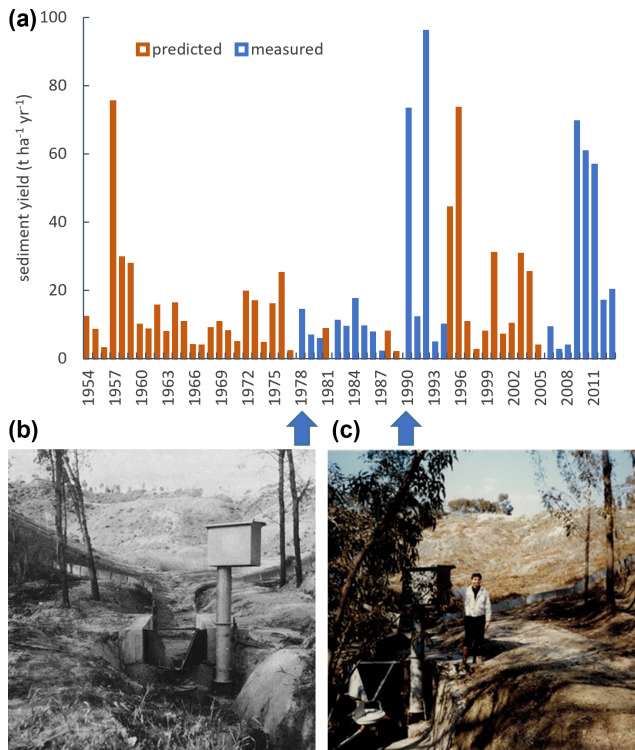 (a)
100
80
60
40
20
0
sediment yield (t ha⁻¹ yr⁻¹)
predicted measured
1954 1957 1960 1963 1966 1969 1972 1975 1978 1981 1984 1987 1990 1993 1996 1999 2002 2005 2008 2011
(b) (c)